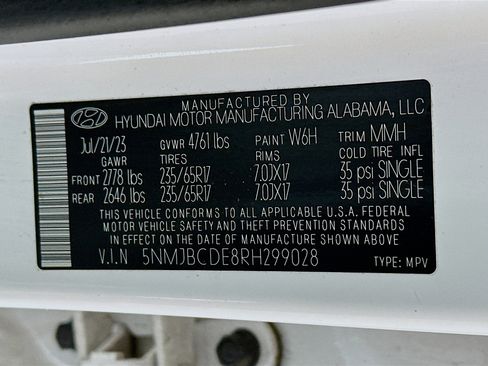 MANUFACTURED BY
HYUNDAI MOTOR MANUFACTURING ALABAMA, LLC
Jul/21/23 GVWR 4761 lbs PAINT W6H TRIM MMH
GAWR TIRES RIMS COLD TIRE INFL
FRONT 2778 lbs 235/65R17 7.0JX17 35 psi SINGLE
REAR 2646 lbs 235/65R17 7.0JX17 35 psi SINGLE
THIS VEHICLE CONFORMS TO ALL APPLICABLE U.S.A. FEDERAL
MOTOR VEHICLE SAFETY AND THEFT PREVENTION STANDARDS
IN EFFECT ON THE DATE OF MANUFACTURE SHOWN ABOVE.
V.I.N 5NMJBCDE8RH299028 TYPE: MPV